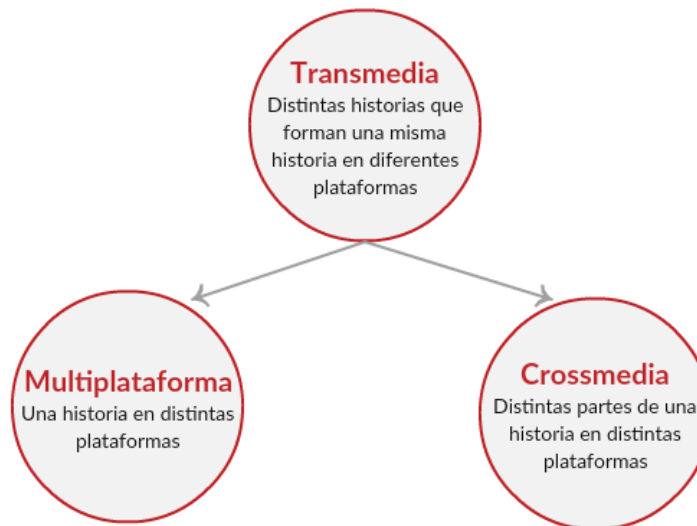 Transmedia
Distintas historias que
forman una misma
historia en diferentes
plataformas
Multiplataforma
Una historia en distintas
plataformas
Crossmedia
Distintas partes de una
historia en distintas
plataformas